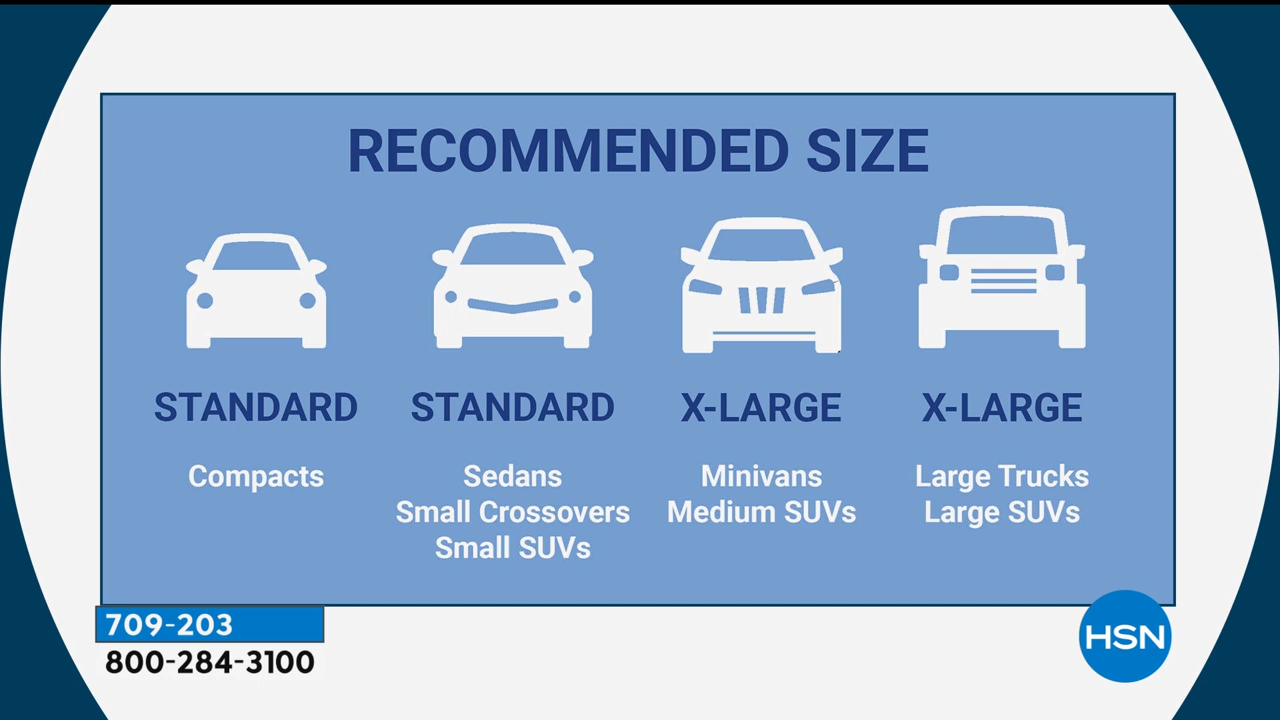 RECOMMENDED SIZE
STANDARD
Compacts
STANDARD
Sedans
Small Crossovers
Small SUVs
X-LARGE
Minivans
Medium SUVs
X-LARGE
Large Trucks
Large SUVs
709-203
800-284-3100
HSN